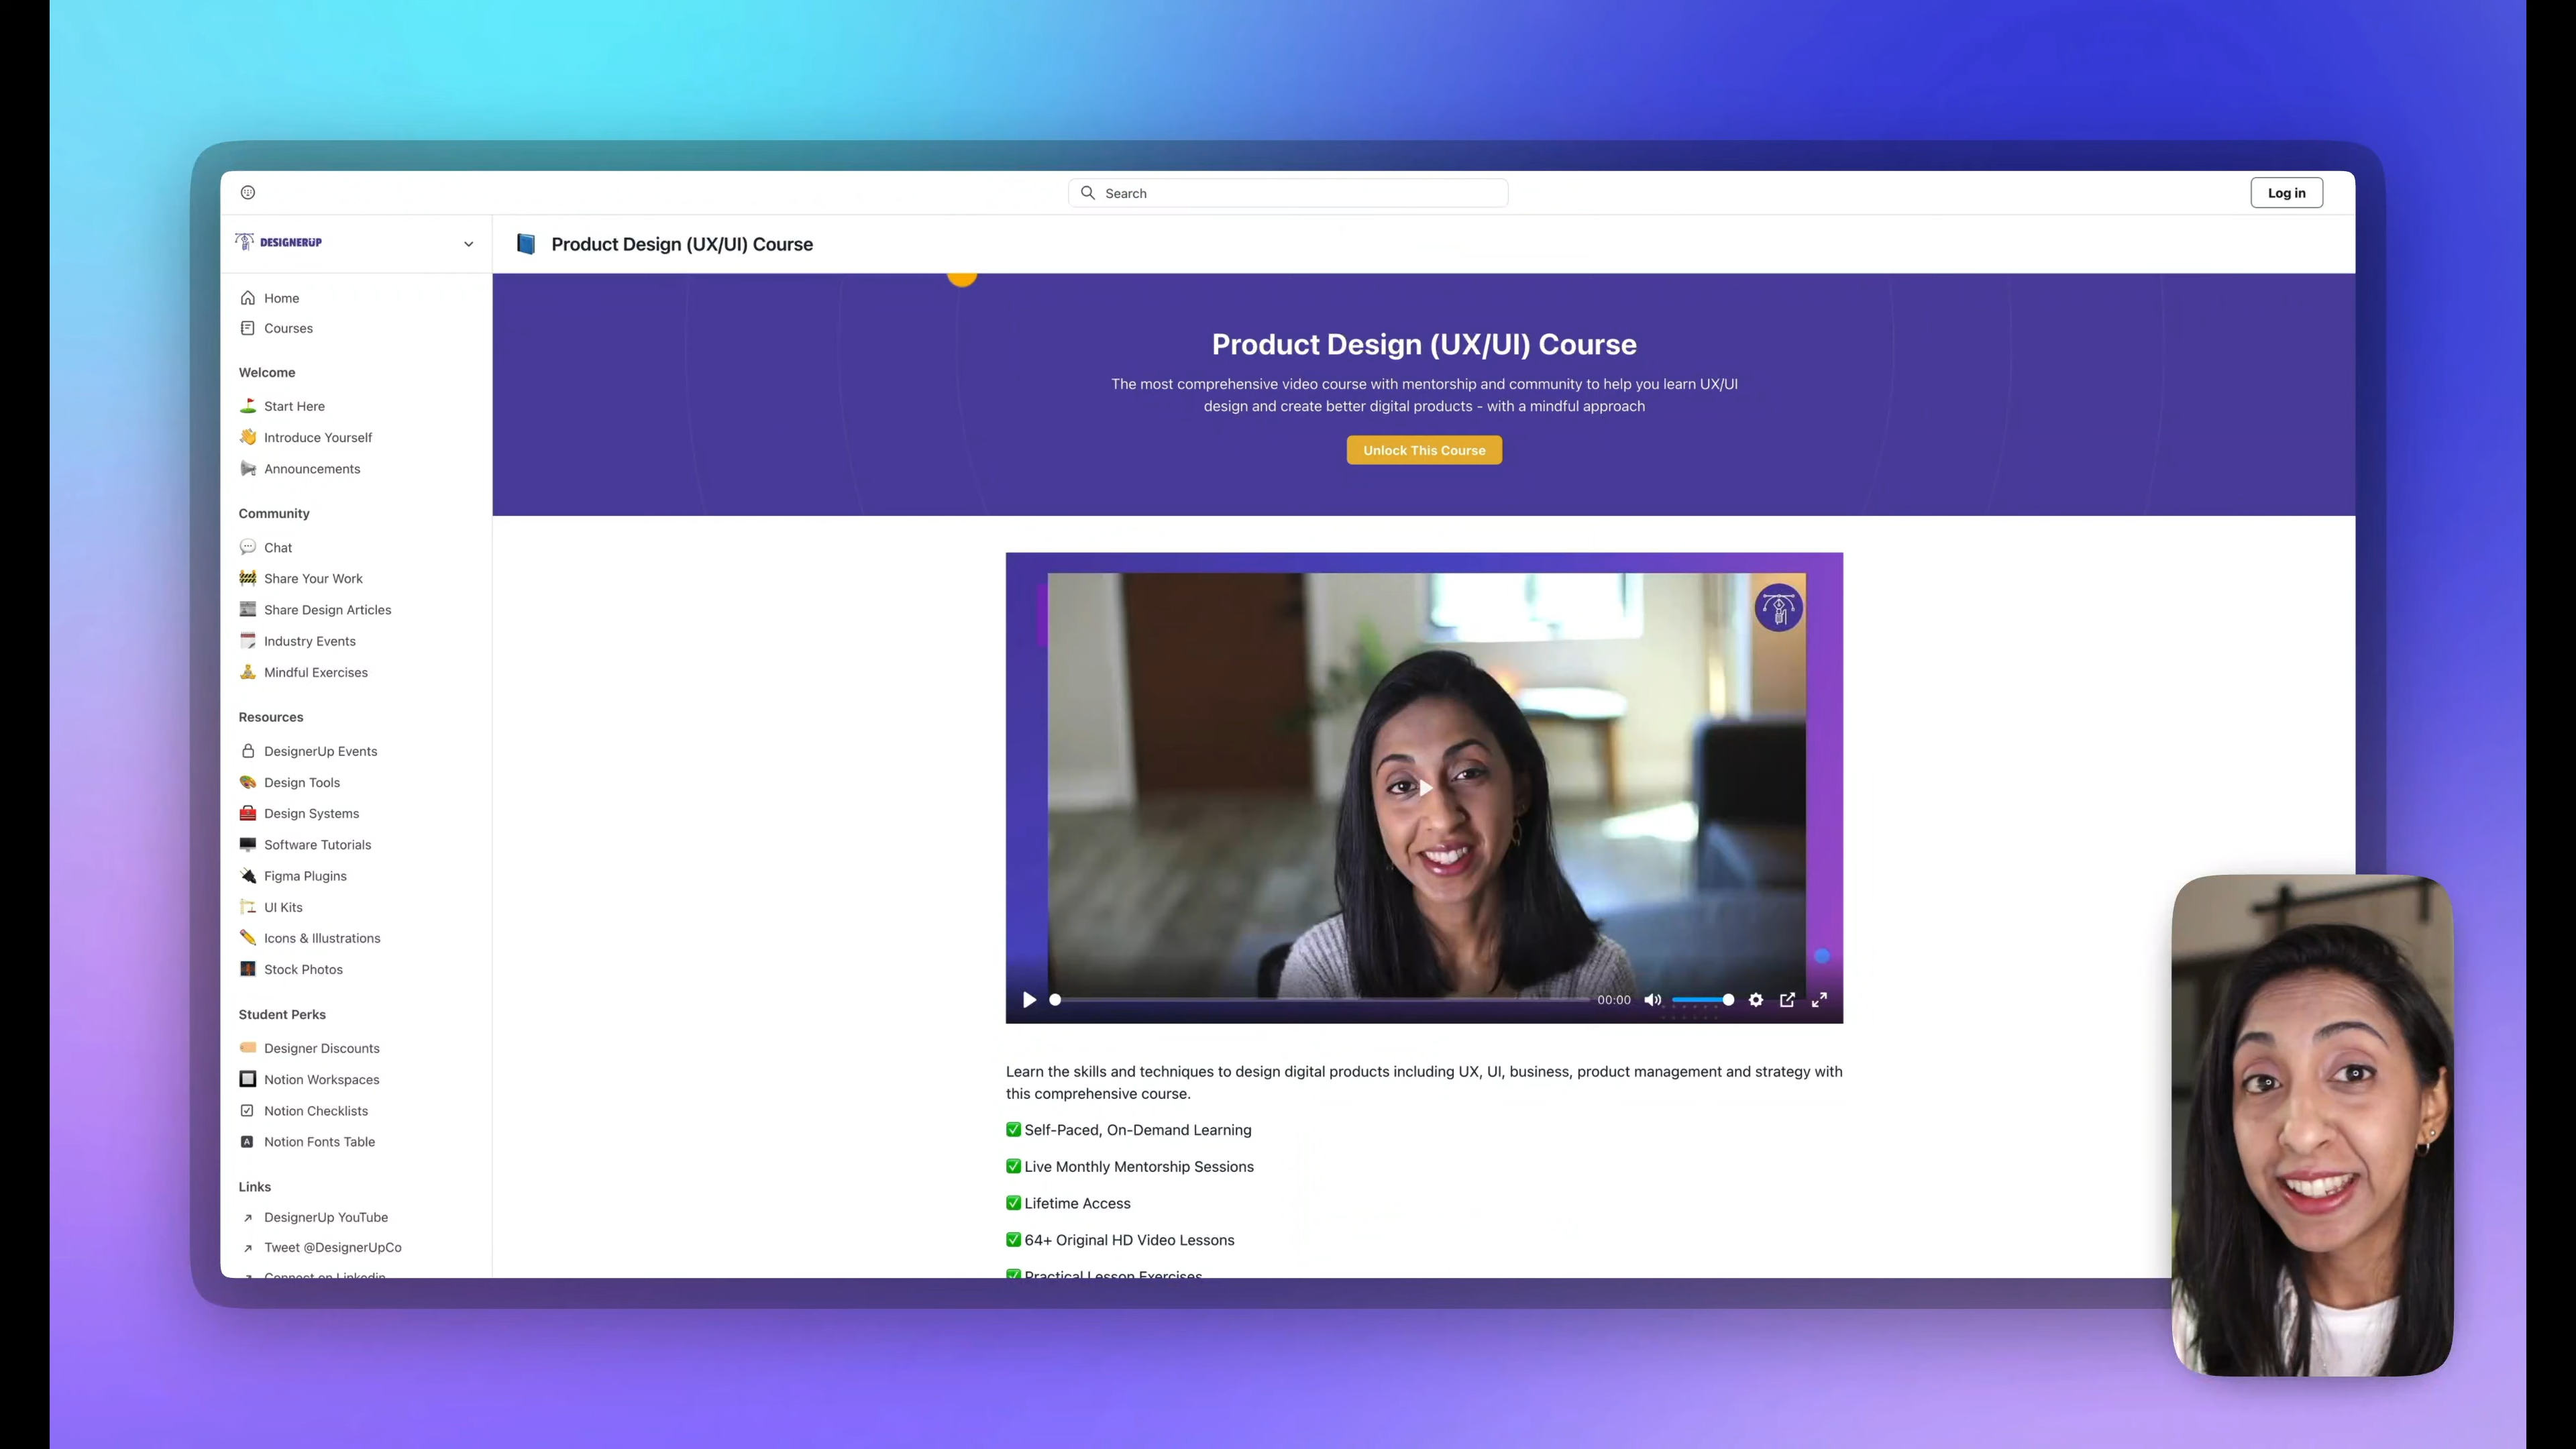 Search
Log in
DESIGNERUP
Product Design (UX/UI) Course
Home
Courses
Welcome
Start Here
Introduce Yourself
Announcements
Community
Chat
Share Your Work
Share Design Articles
Industry Events
Mindful Exercises
Resources
DesignerUp Events
Design Tools
Design Systems
Software Tutorials
Figma Plugins
UI Kits
Icons & Illustrations
Stock Photos
Student Perks
Designer Discounts
Notion Workspaces
Notion Checklists
Notion Fonts Table
Links
DesignerUp YouTube
Tweet @DesignerUpCo
Connect on Linkedin
Product Design (UX/UI) Course
The most comprehensive video course with mentorship and community to help you learn UX/UI
design and create better digital products - with a mindful approach
Unlock This Course
00:00
Learn the skills and techniques to design digital products including UX, UI, business, product management and strategy with
this comprehensive course.
Self-Paced, On-Demand Learning
Live Monthly Mentorship Sessions
Lifetime Access
64+ Original HD Video Lessons
Practical Lesson Exercises